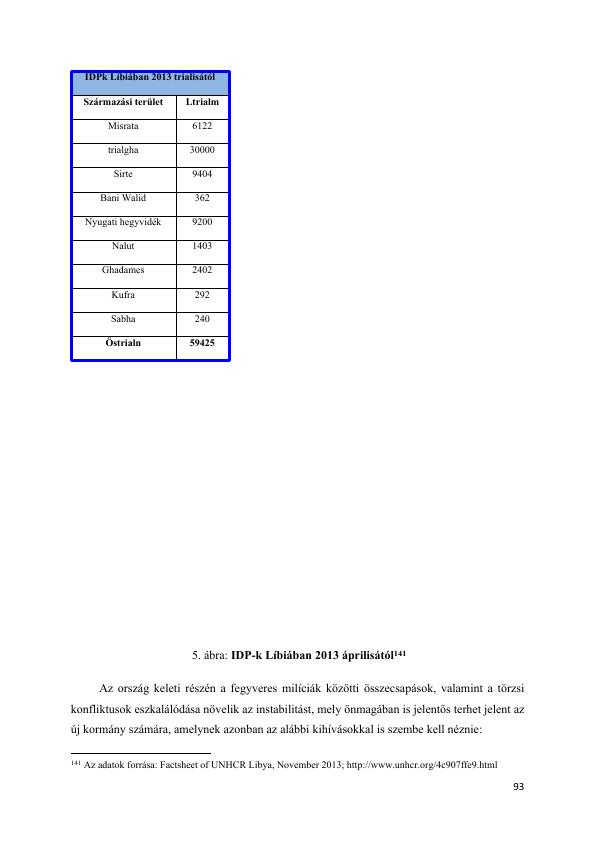 IDPk Líbiában 2013 trialisától
Származási terület Ltrialm
Misrata 6122
trialgha 30000
Sirte 9404
Bani Walid 362
Nyugati hegyvidék 9200
Nalut 1403
Ghadames 2402
Kufra 292
Sabha 240
Östrialn 59425
5. ábra: IDP-k Líbiában 2013 áprilisától¹⁴¹
Az ország keleti részén a fegyveres milíciák közötti összecsapások, valamint a törzsi
konfliktusok eszkalálódása növelik az instabilitást, mely önmagában is jelentős terhet jelent az
új kormány számára, amelynek azonban az alábbi kihívásokkal is szembe kell néznie:
¹⁴¹ Az adatok forrása: Factsheet of UNHCR Libya, November 2013; http://www.unhcr.org/4c907ffe9.html
93